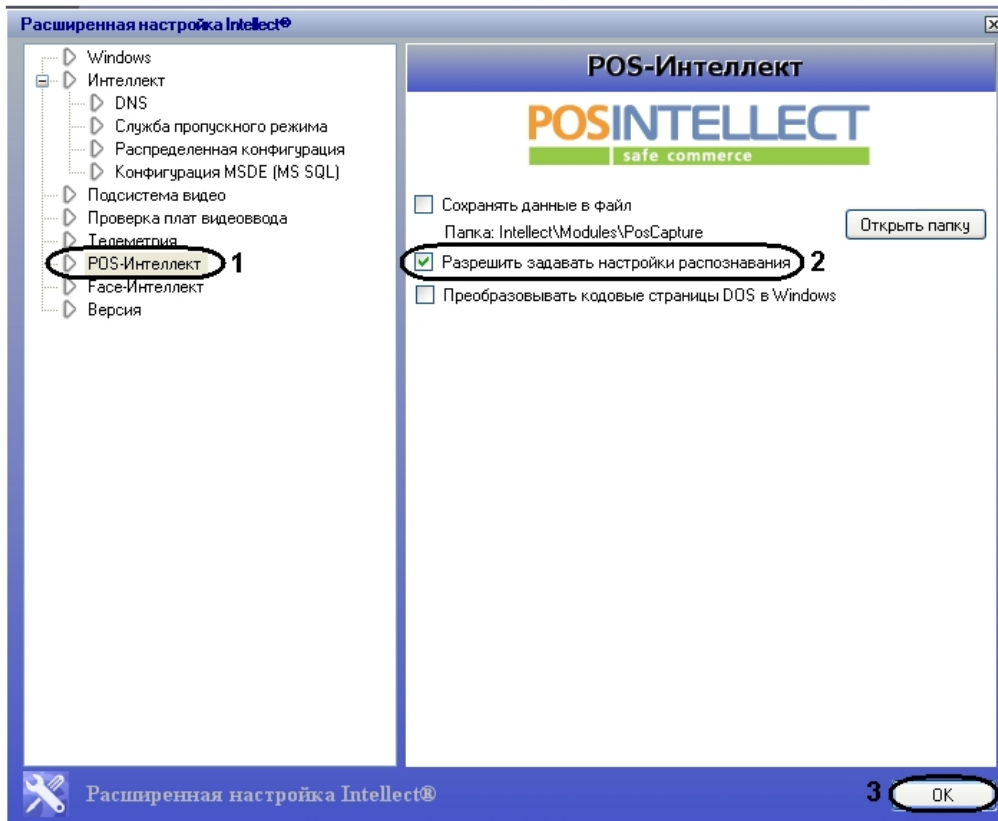 Расширенная настройка Intellect®
Windows
Интеллект
DNS
Служба пропускного режима
Распределенная конфигурация
Конфигурация MSDE (MS SQL)
Подсистема видео
Проверка плат видеоввода
Телеметрия
POS-Интеллект 1
Face-Интеллект
Версия
POS-Интеллект
POSINTELLECT
safe commerce
Сохранять данные в файл
Папка: Intellect\Modules\PosCapture
Открыть папку
Разрешить задавать настройки распознавания 2
Преобразовывать кодовые страницы DOS в Windows
Расширенная настройка Intellect®
3 OK